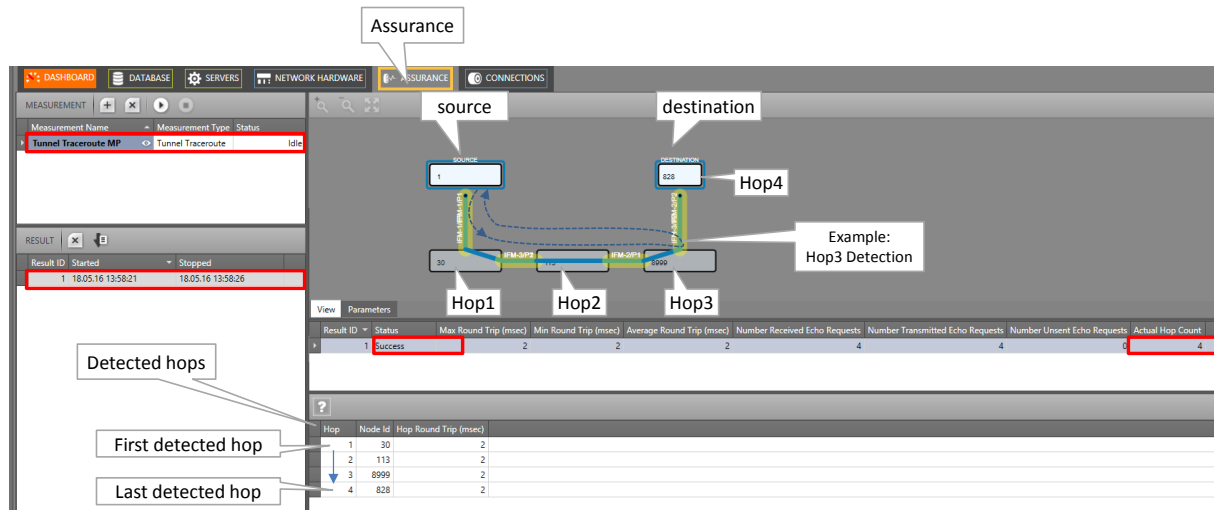 Assurance
DASHBOARD DATABASE SERVERS NETWORK HARDWARE ASSURANCE CONNECTIONS
MEASUREMENT
Measurement Name Measurement Type Status
Tunnel Traceroute MP Tunnel Traceroute Idle
source destination
SOURCE DESTINATION
1 828
Hop4
IFM-3/P2 IFM-2/P1
30 113 8999
Example:
Hop3 Detection
Hop1 Hop2 Hop3
RESULT
Result ID Started Stopped
1 18.05.16 13:58:21 18.05.16 13:58:26
View Parameters
Result ID Status Max Round Trip (msec) Min Round Trip (msec) Average Round Trip (msec) Number Received Echo Requests Number Transmitted Echo Requests Number Unsent Echo Requests Actual Hop Count
1 Success 2 2 2 4 4 0 4
Detected hops
?
Hop Node Id Hop Round Trip (msec)
First detected hop
1 30 2
2 113 2
3 8999 2
Last detected hop
4 828 2